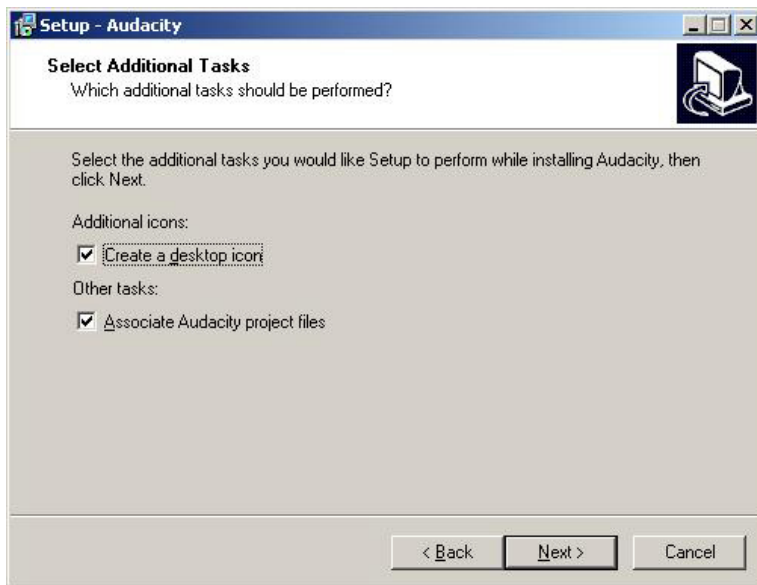 Setup - Audacity
Select Additional Tasks
Which additional tasks should be performed?
Select the additional tasks you would like Setup to perform while installing Audacity, then
click Next.
Additional icons:
Create a desktop icon
Other tasks:
Associate Audacity project files
< Back Next > Cancel